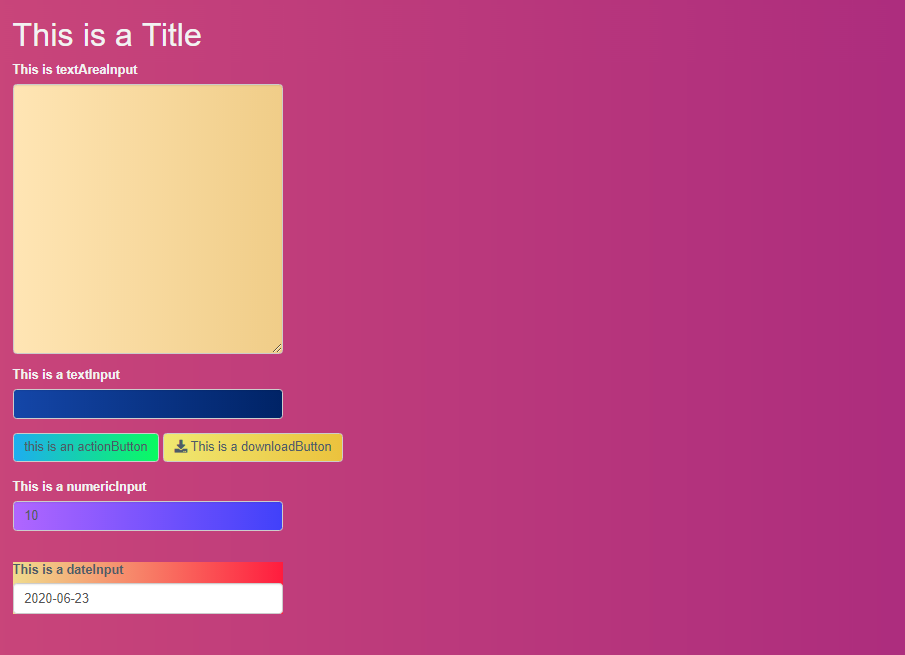 This is a Title
This is textAreaInput
This is a textInput
this is an actionButton This is a downloadButton
This is a numericInput
10
This is a dateInput
2020-06-23